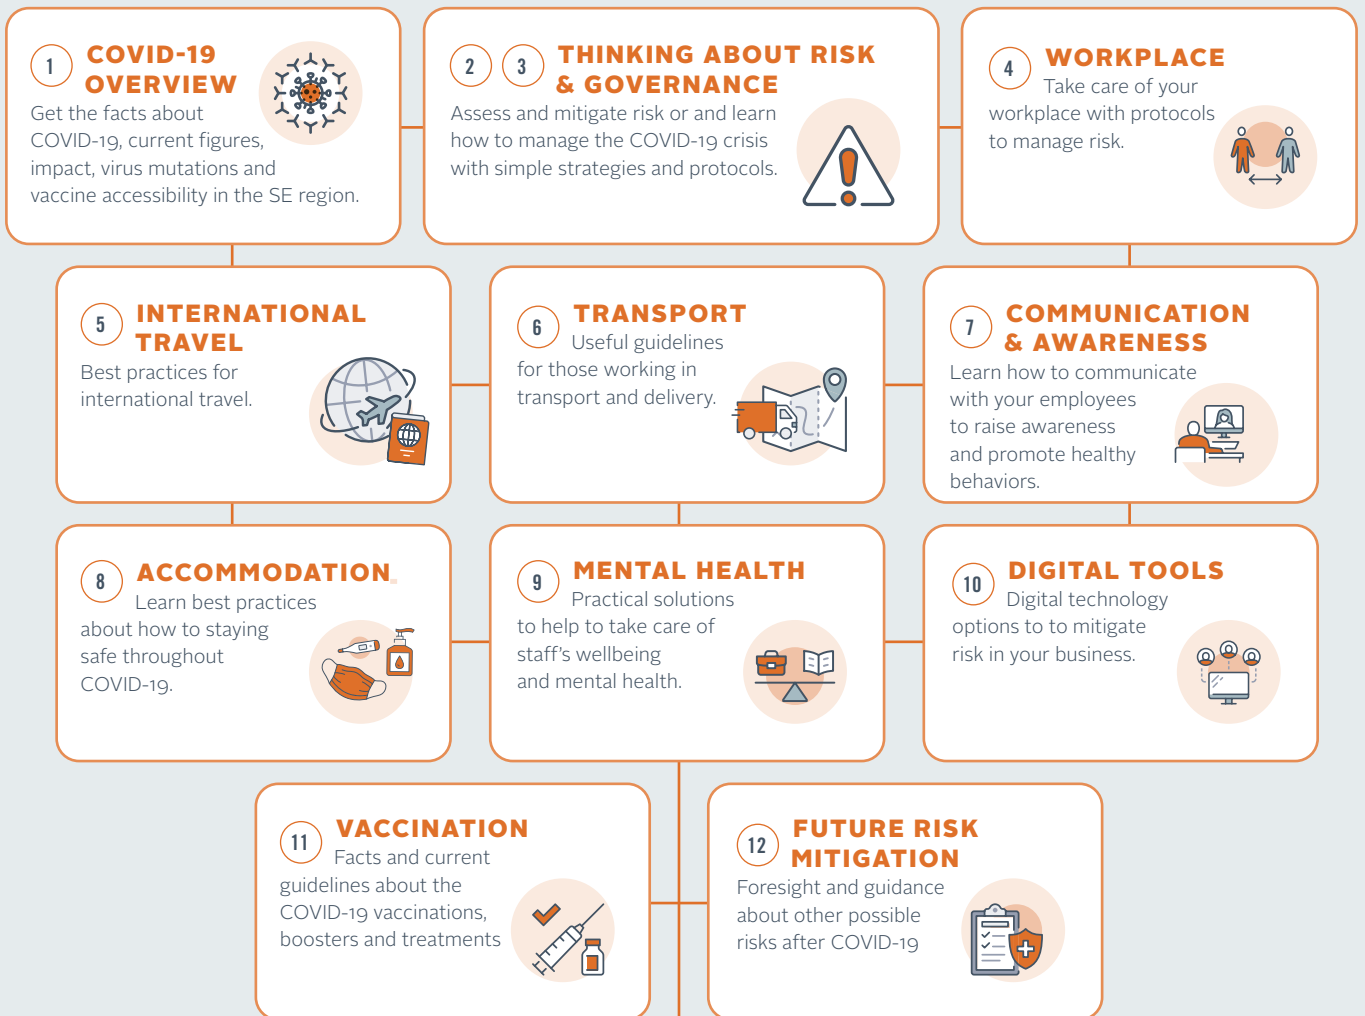 1 COVID-19
OVERVIEW
Get the facts about
COVID-19, current figures,
impact, virus mutations and
vaccine accessibility in the SE region.
2 3 THINKING ABOUT RISK
& GOVERNANCE
Assess and mitigate risk or and learn
how to manage the COVID-19 crisis
with simple strategies and protocols.
4 WORKPLACE
Take care of your
workplace with protocols
to manage risk.
5 INTERNATIONAL
TRAVEL
Best practices for
international travel.
6 TRANSPORT
Useful guidelines
for those working in
transport and delivery.
7 COMMUNICATION
& AWARENESS
Learn how to communicate
with your employees
to raise awareness
and promote healthy
behaviors.
8 ACCOMMODATION
Learn best practices
about how to staying
safe throughout
COVID-19.
9 MENTAL HEALTH
Practical solutions
to help to take care of
staff's wellbeing
and mental health.
10 DIGITAL TOOLS
Digital technology
options to to mitigate
risk in your business.
11 VACCINATION
Facts and current
guidelines about the
COVID-19 vaccinations,
boosters and treatments
12 FUTURE RISK
MITIGATION
Foresight and guidance
about other possible
risks after COVID-19